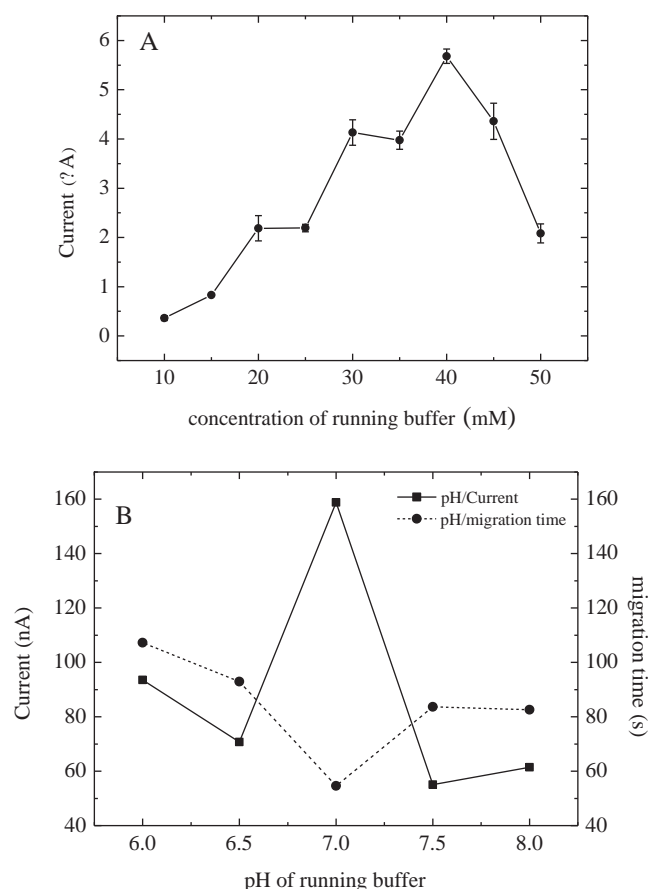 A
6
5
4
3
2
1
0
Current (?A)
10 20 30 40 50
concentration of running buffer (mM)
B
pH/Current
pH/migration time
160 160
140 140
120 120
100 100
80 80
60 60
40 40
Current (nA)
migration time (s)
6.0 6.5 7.0 7.5 8.0
pH of running buffer